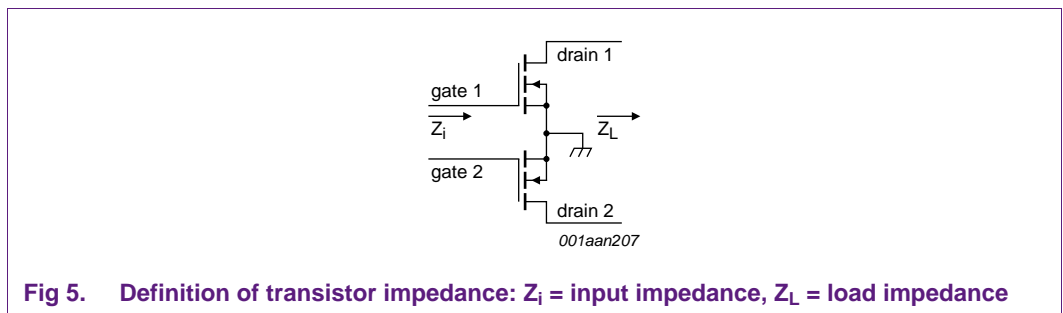 drain 1
gate 1
Zi
ZL
gate 2
drain 2
001aan207
Fig 5. Definition of transistor impedance: Zi = input impedance, ZL = load impedance